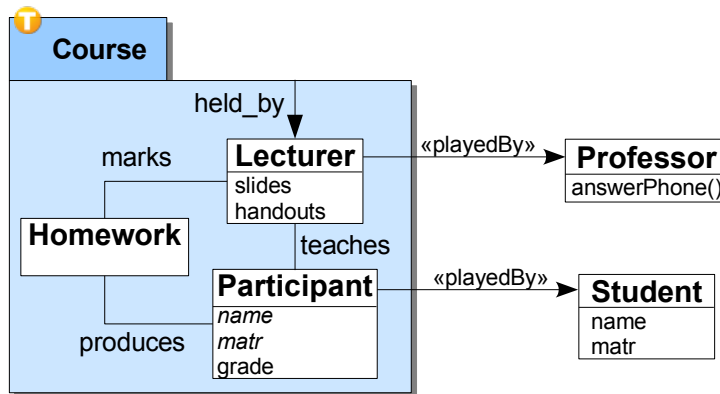 T
Course
held_by
marks
Lecturer
slides
handouts
«playedBy»
Professor
answerPhone()
Homework
teaches
Participant
name
matr
grade
«playedBy»
Student
name
matr
produces